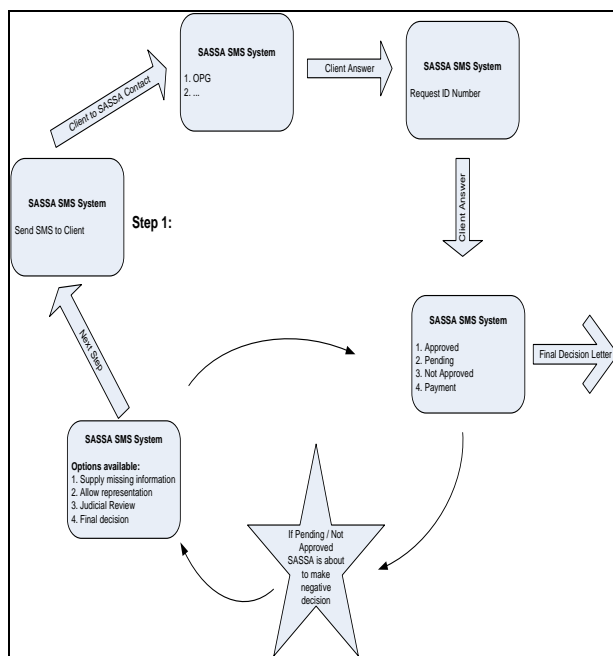 SASSA SMS System
1. OPG
2. ...
Client Answer
SASSA SMS System
Request ID Number
Client to SASSA Contact
SASSA SMS System
Send SMS to Client
Step 1:
Client Answer
SASSA SMS System
1. Approved
2. Pending
3. Not Approved
4. Payment
Final Decision Letter
Next Step
SASSA SMS System
Options available:
1. Supply missing information
2. Allow representation
3. Judicial Review
4. Final decision
If Pending / Not
Approved
SASSA is about
to make
negative
decision